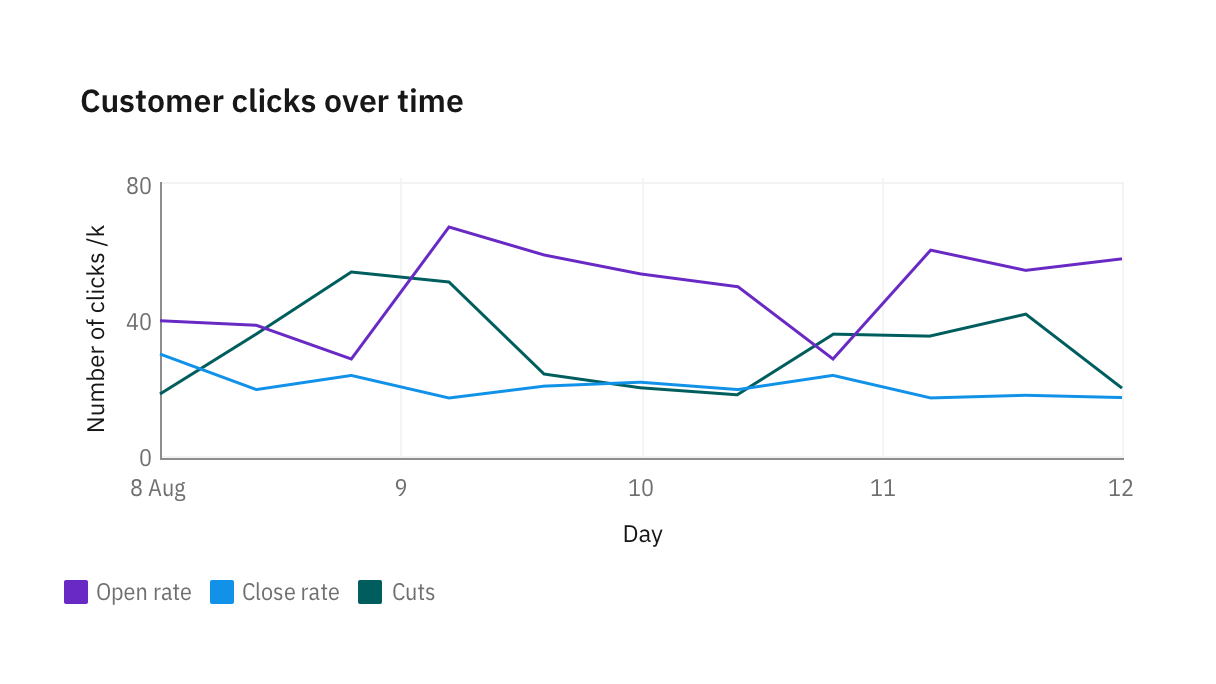 Customer clicks over time
80
40
0
Number of clicks /k
8 Aug 9 10 11 12
Day
Open rate Close rate Cuts